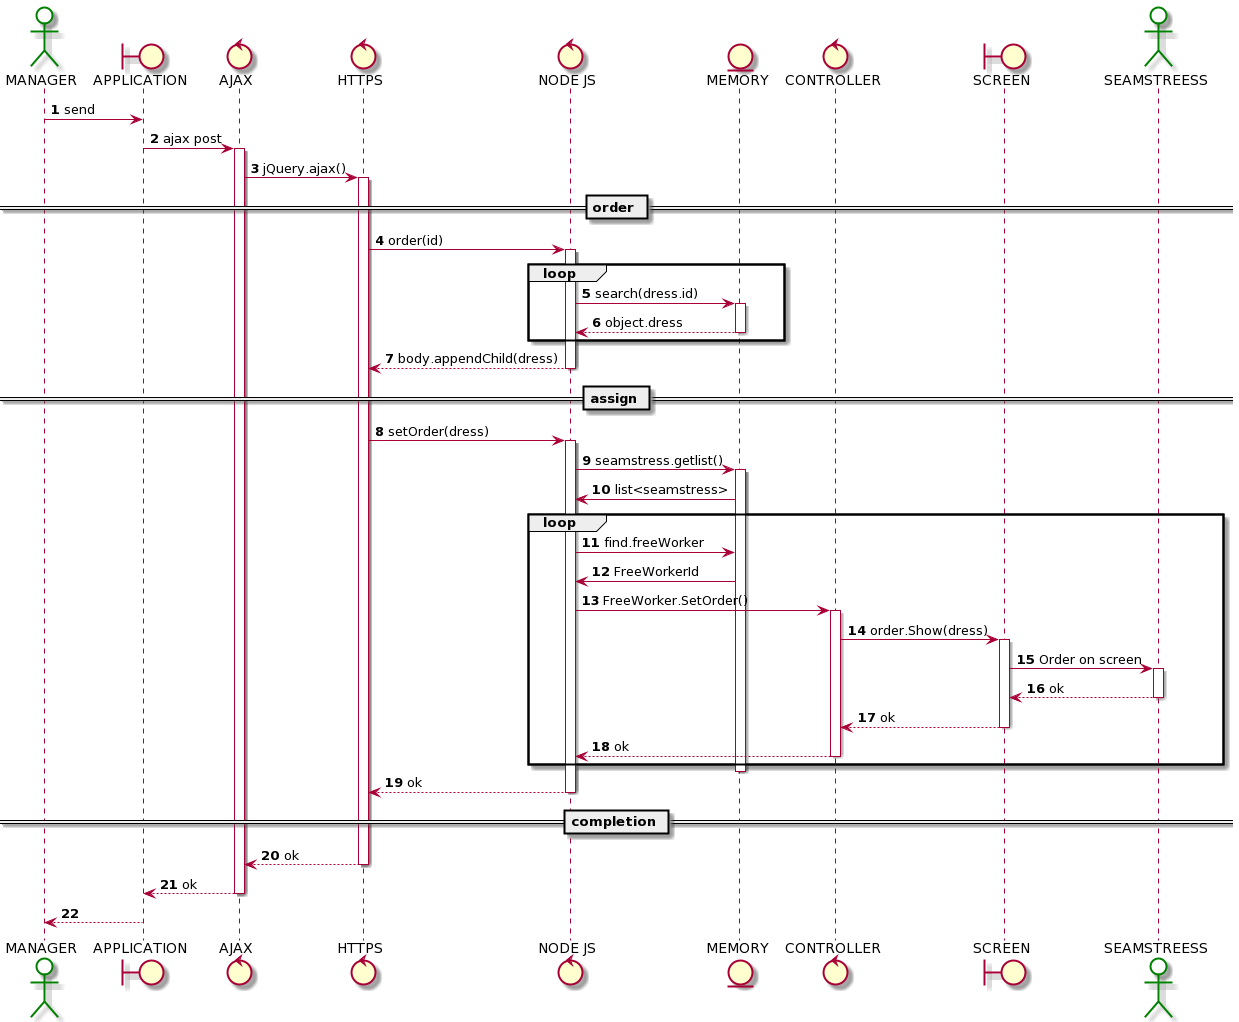 MANAGER APPLICATION AJAX HTTPS NODE JS MEMORY CONTROLLER SCREEN SEAMSTREESS
1 send
2 ajax post
3 jQuery.ajax()
order
4 order(id)
loop
5 search(dress.id)
6 object.dress
7 body.appendChild(dress)
assign
8 setOrder(dress)
9 seamstress.getlist()
10 list<seamstress>
loop
11 find.freeWorker
12 FreeWorkerId
13 FreeWorker.SetOrder()
14 order.Show(dress)
15 Order on screen
16 ok
17 ok
18 ok
19 ok
completion
20 ok
21 ok
22
MANAGER APPLICATION AJAX HTTPS NODE JS MEMORY CONTROLLER SCREEN SEAMSTREESS